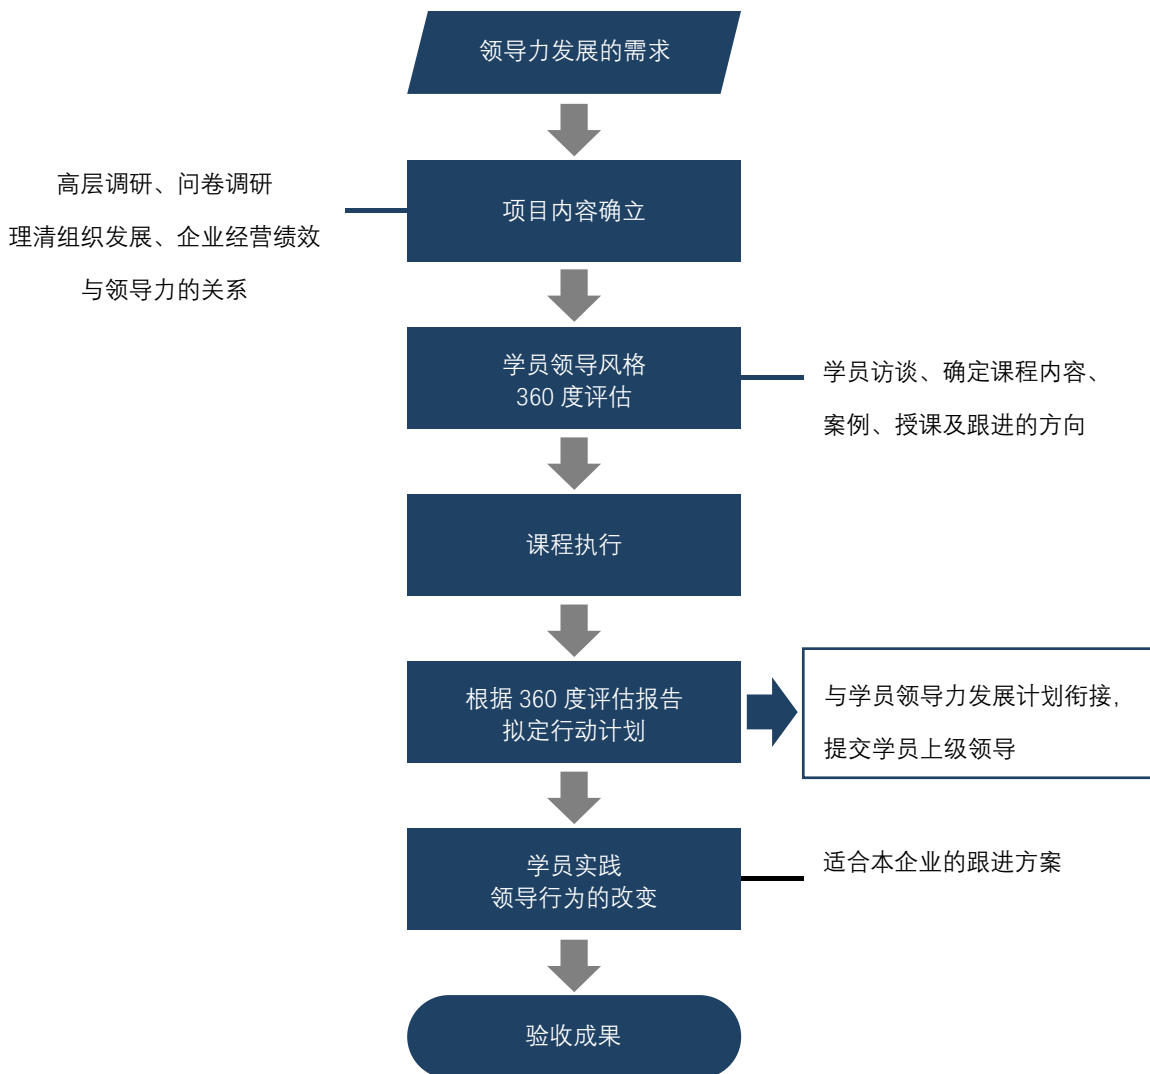 领导力发展的需求
高层调研、问卷调研
理清组织发展、企业经营绩效
与领导力的关系
项目内容确立
学员领导风格
360 度评估
学员访谈、确定课程内容、
案例、授课及跟进的方向
课程执行
根据 360 度评估报告
拟定行动计划
与学员领导力发展计划衔接,
提交学员上级领导
学员实践
领导行为的改变
适合本企业的跟进方案
验收成果